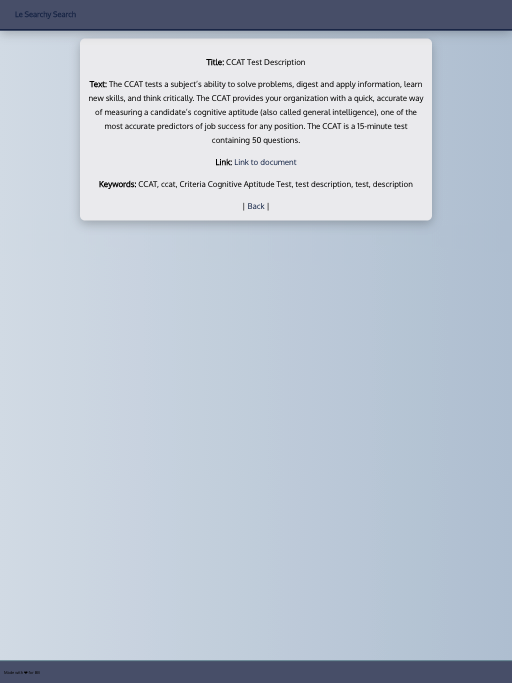 Le Searchy Search
Title: CCAT Test Description
Text: The CCAT tests a subject's ability to solve problems, digest and apply information, learn
new skills, and think critically. The CCAT provides your organization with a quick, accurate way
of measuring a candidate's cognitive aptitude (also called general intelligence), one of the
most accurate predictors of job success for any position. The CCAT is a 15-minute test
containing 50 questions.
Link: Link to document
Keywords: CCAT, ccat, Criteria Cognitive Aptitude Test, test description, test, description
| Back |